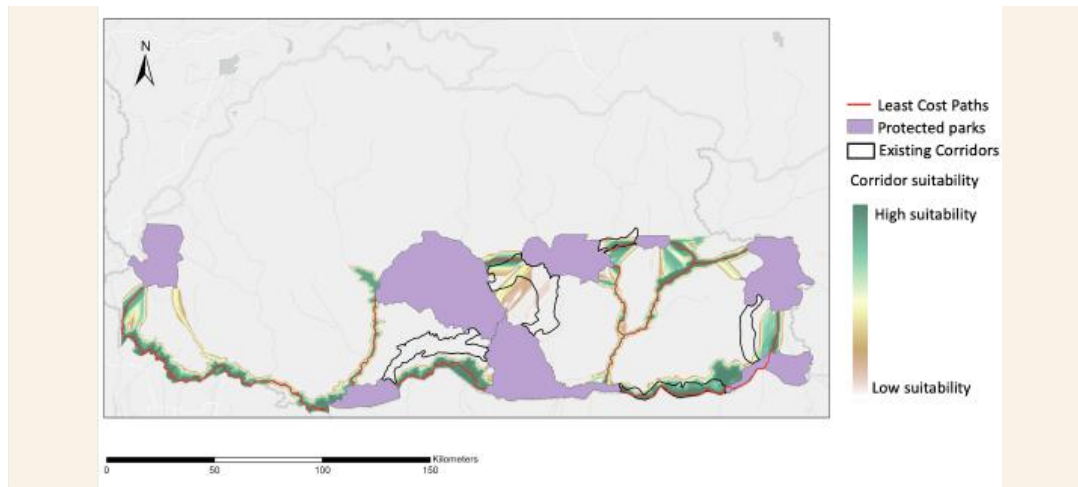 N
Least Cost Paths
Protected parks
Existing Corridors
Corridor suitability
High suitability
Low suitability
Kilometers
0 50 100 150